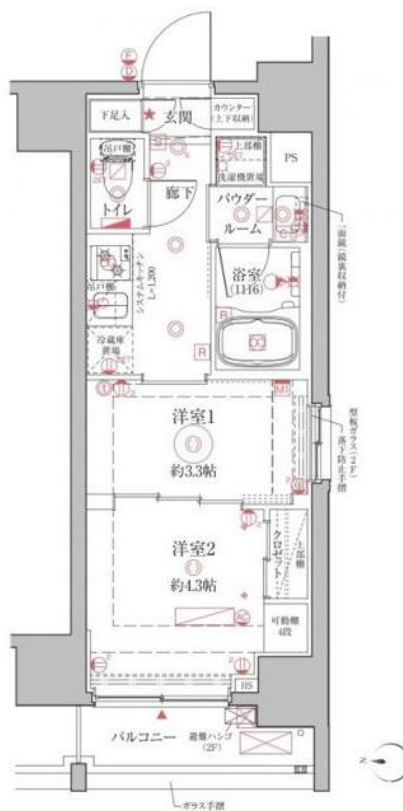 F
D
下足入
玄関
カウンター
(上下収納)
吊戸棚
上部棚
洗濯機置場
PS
トイレ
廊下
パウダー
ルーム
一面鏡(鏡裏収納付)
システムキッチン
L=1,200
吊戸棚
浴室
(1116)
R
冷蔵庫
置場
R
t
M1
洋室1
約3.3帖
型板ガラス(2F)
落下防止手摺
洋室2
約4.3帖
クロゼット
上部棚
AC
可動棚
4段
HS
バルコニー
避難ハシゴ
(2F)
N
ガラス手摺